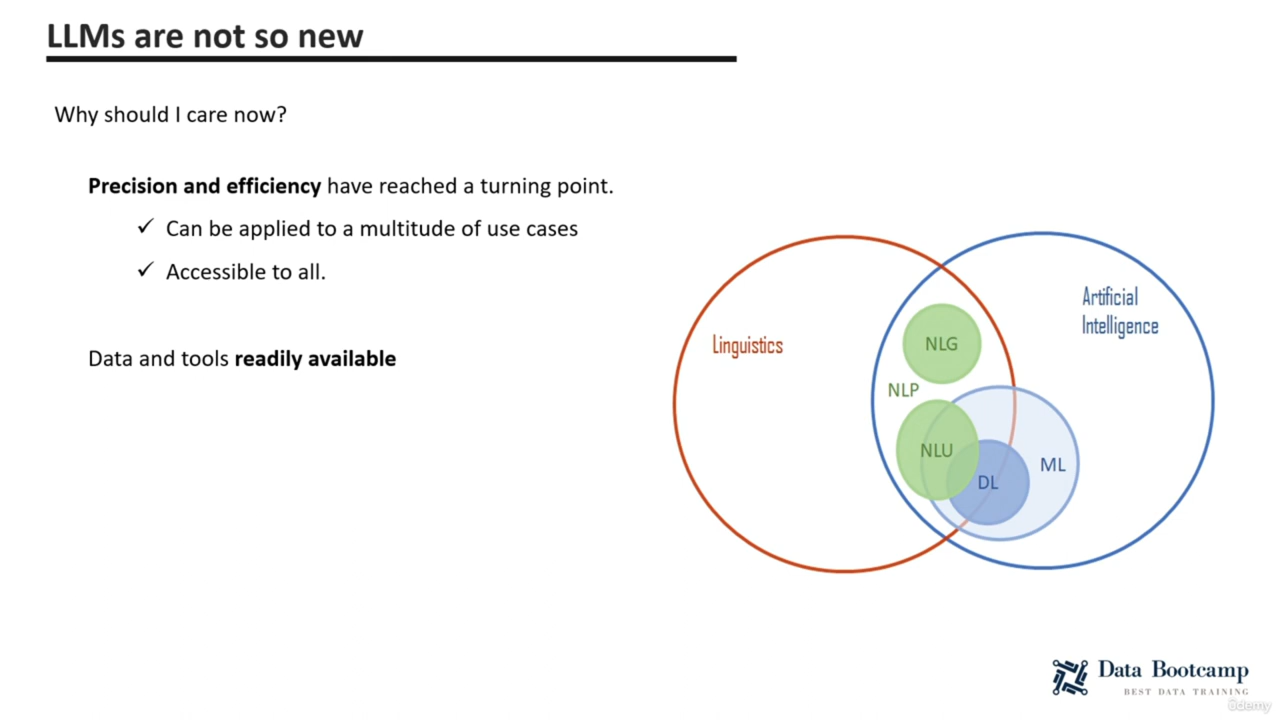 LLMs are not so new
Why should I care now?
Precision and efficiency have reached a turning point.
✓ Can be applied to a multitude of use cases
✓ Accessible to all.
Data and tools readily available
Linguistics
Artificial
Intelligence
NLG
NLP
NLU
ML
DL
Data Bootcamp
BEST DATA TRAINING
ûdemy